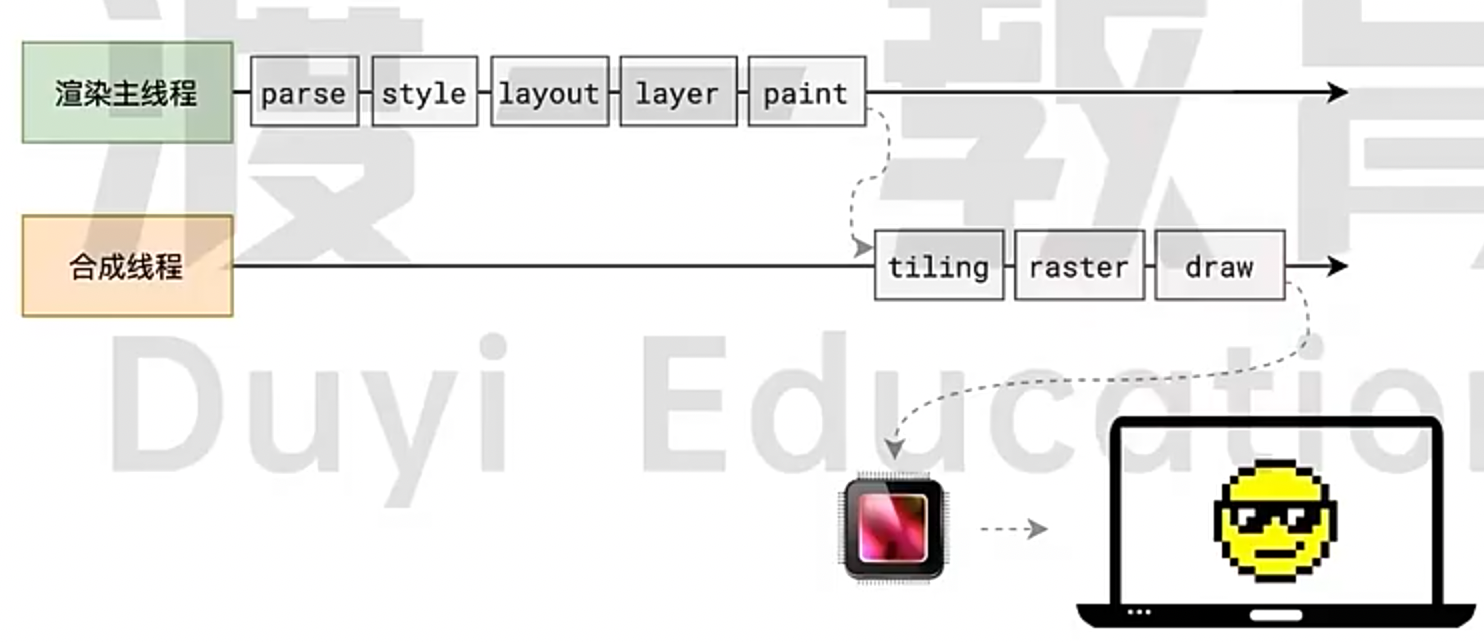 渡一教育
渲染主线程 parse style layout layer paint
合成线程 tiling raster draw
Duyi Education